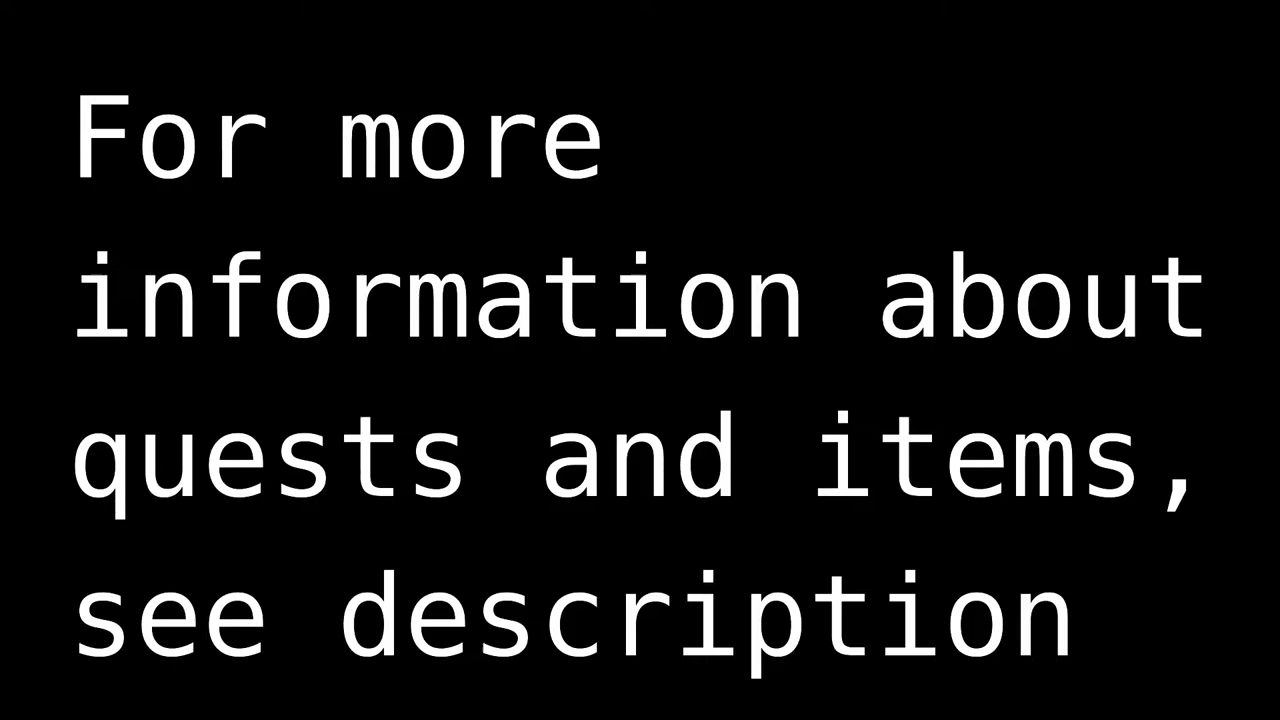 For more
information about
quests and items,
see description